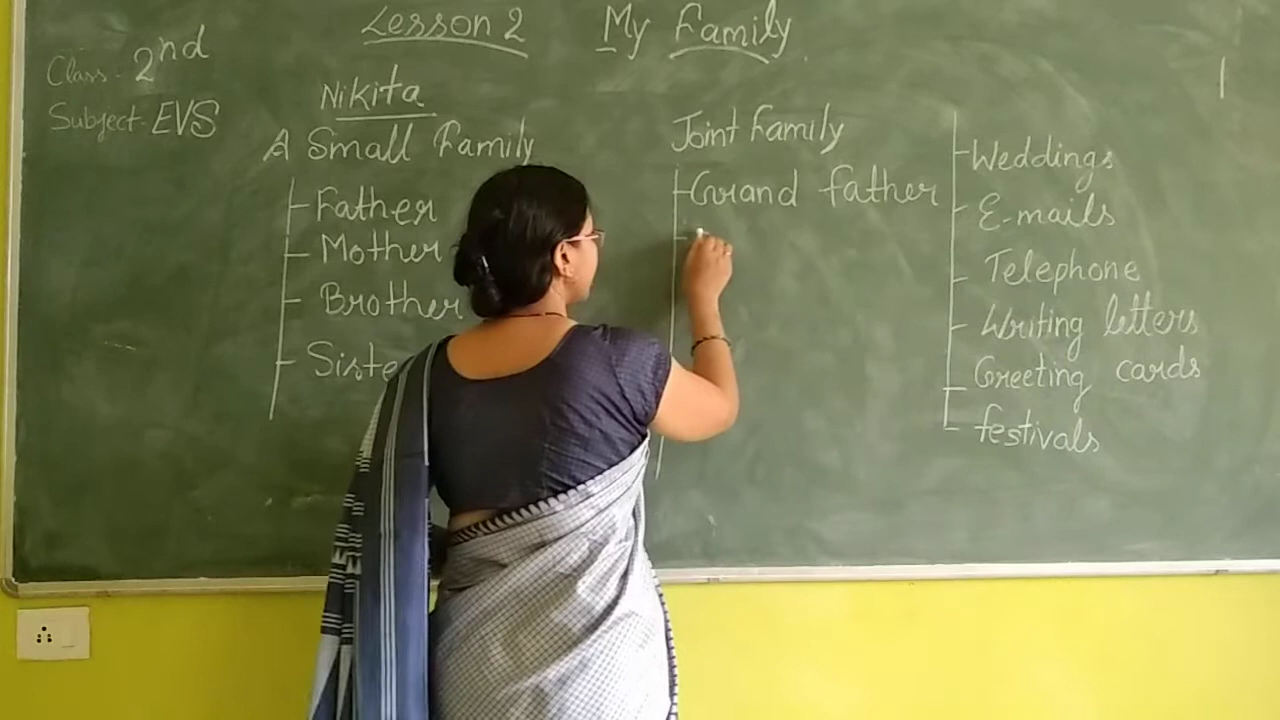 Lesson 2 My Family
Class - 2nd
Subject - EVS
Nikita
A Small Family
Father
Mother
Brother
Siste
Joint Family
Grand father
Weddings
E-mails
Telephone
Writing letters
Greeting cards
festivals